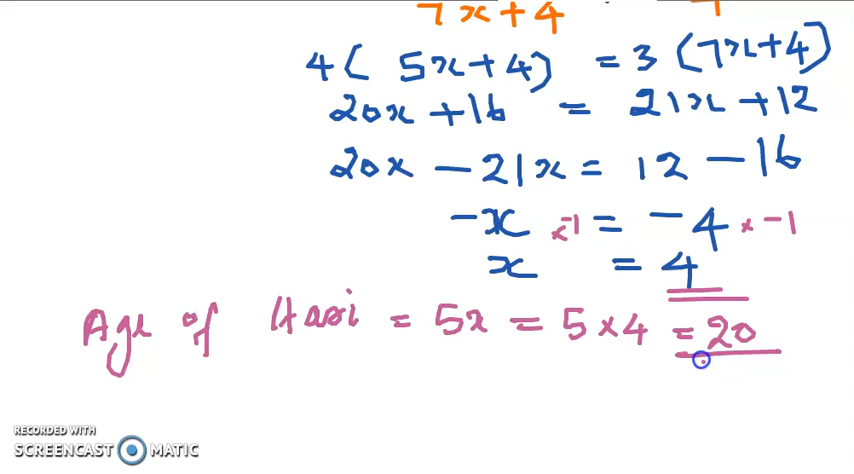 7x+4 7
4( 5x+4) = 3 (7x+4)
20x +16 = 21x +12
20x - 21x = 12 - 16
-x ×-1 = -4 × -1
x = 4
Age of Hari = 5x = 5×4 = 20
RECORDED WITH
SCREENCAST MATIC